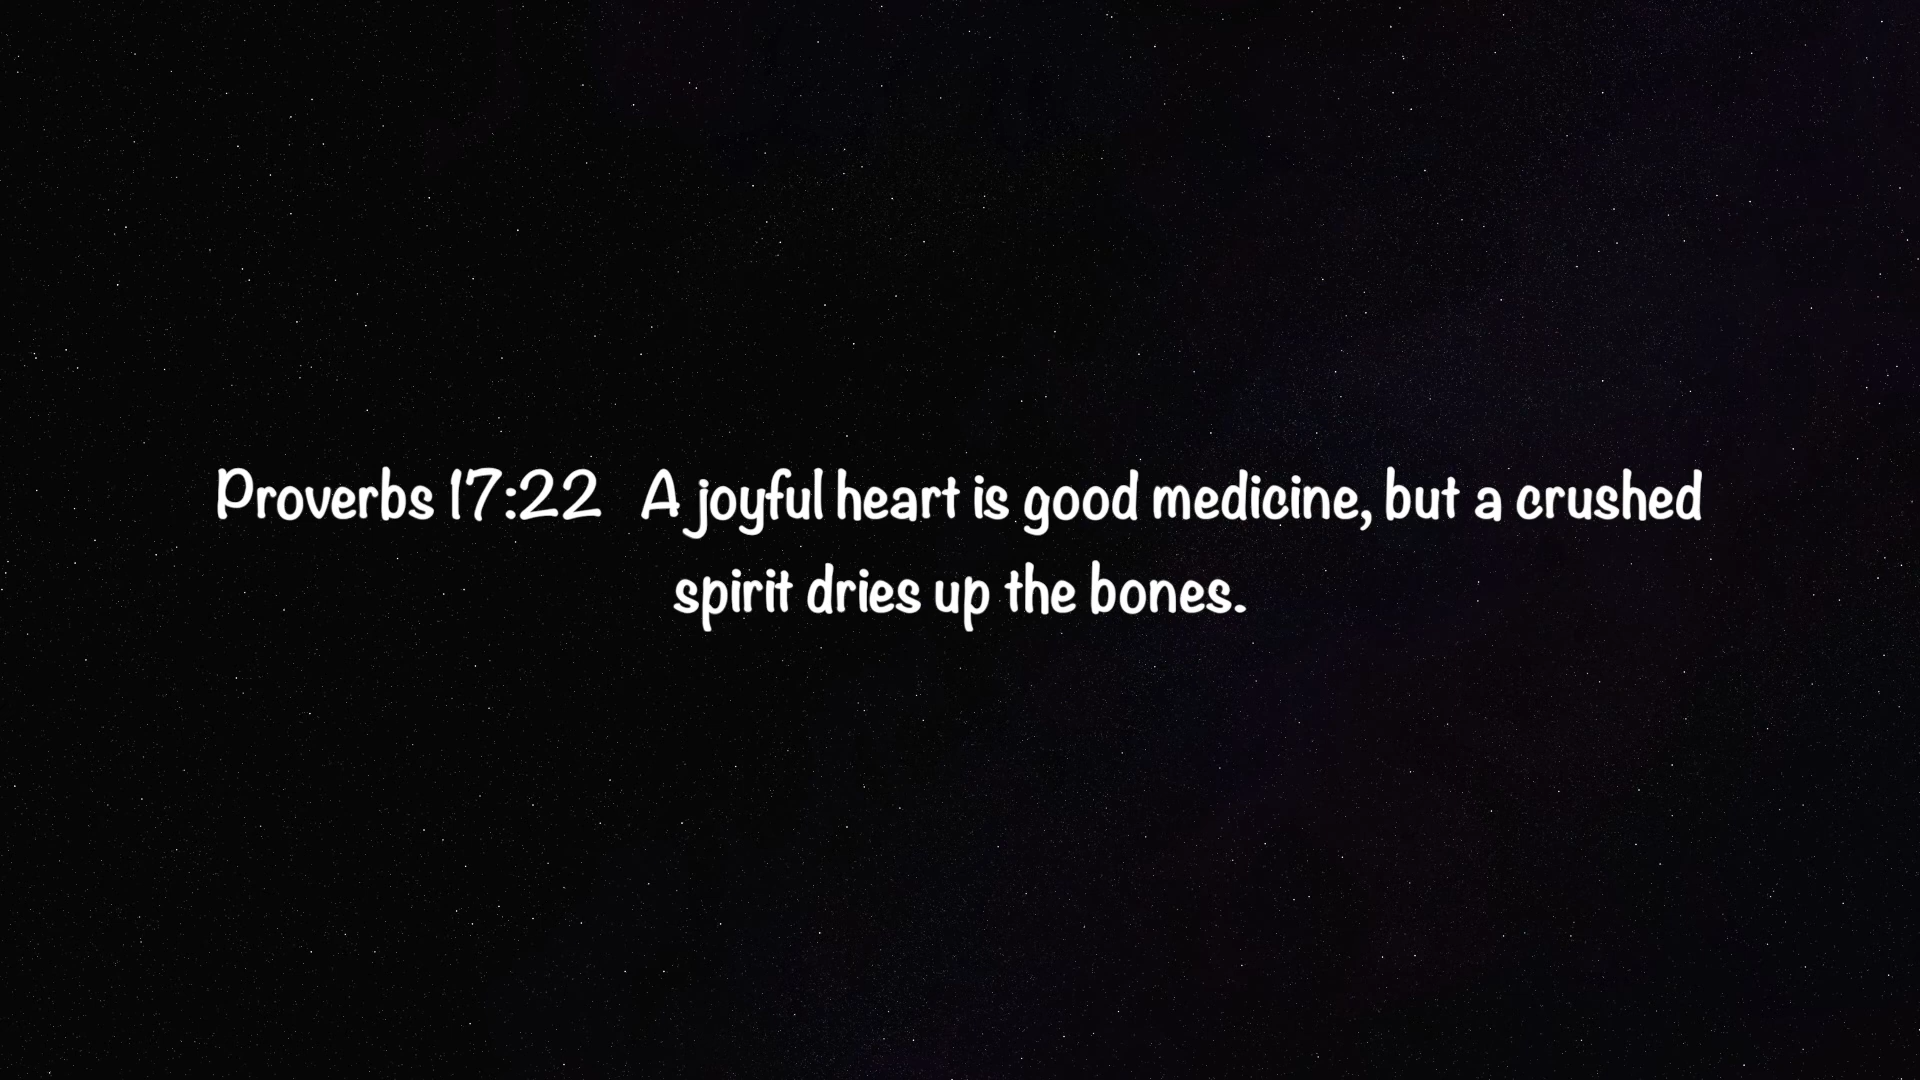 Proverbs 17:22   A joyful heart is good medicine, but a crushed
spirit dries up the bones.